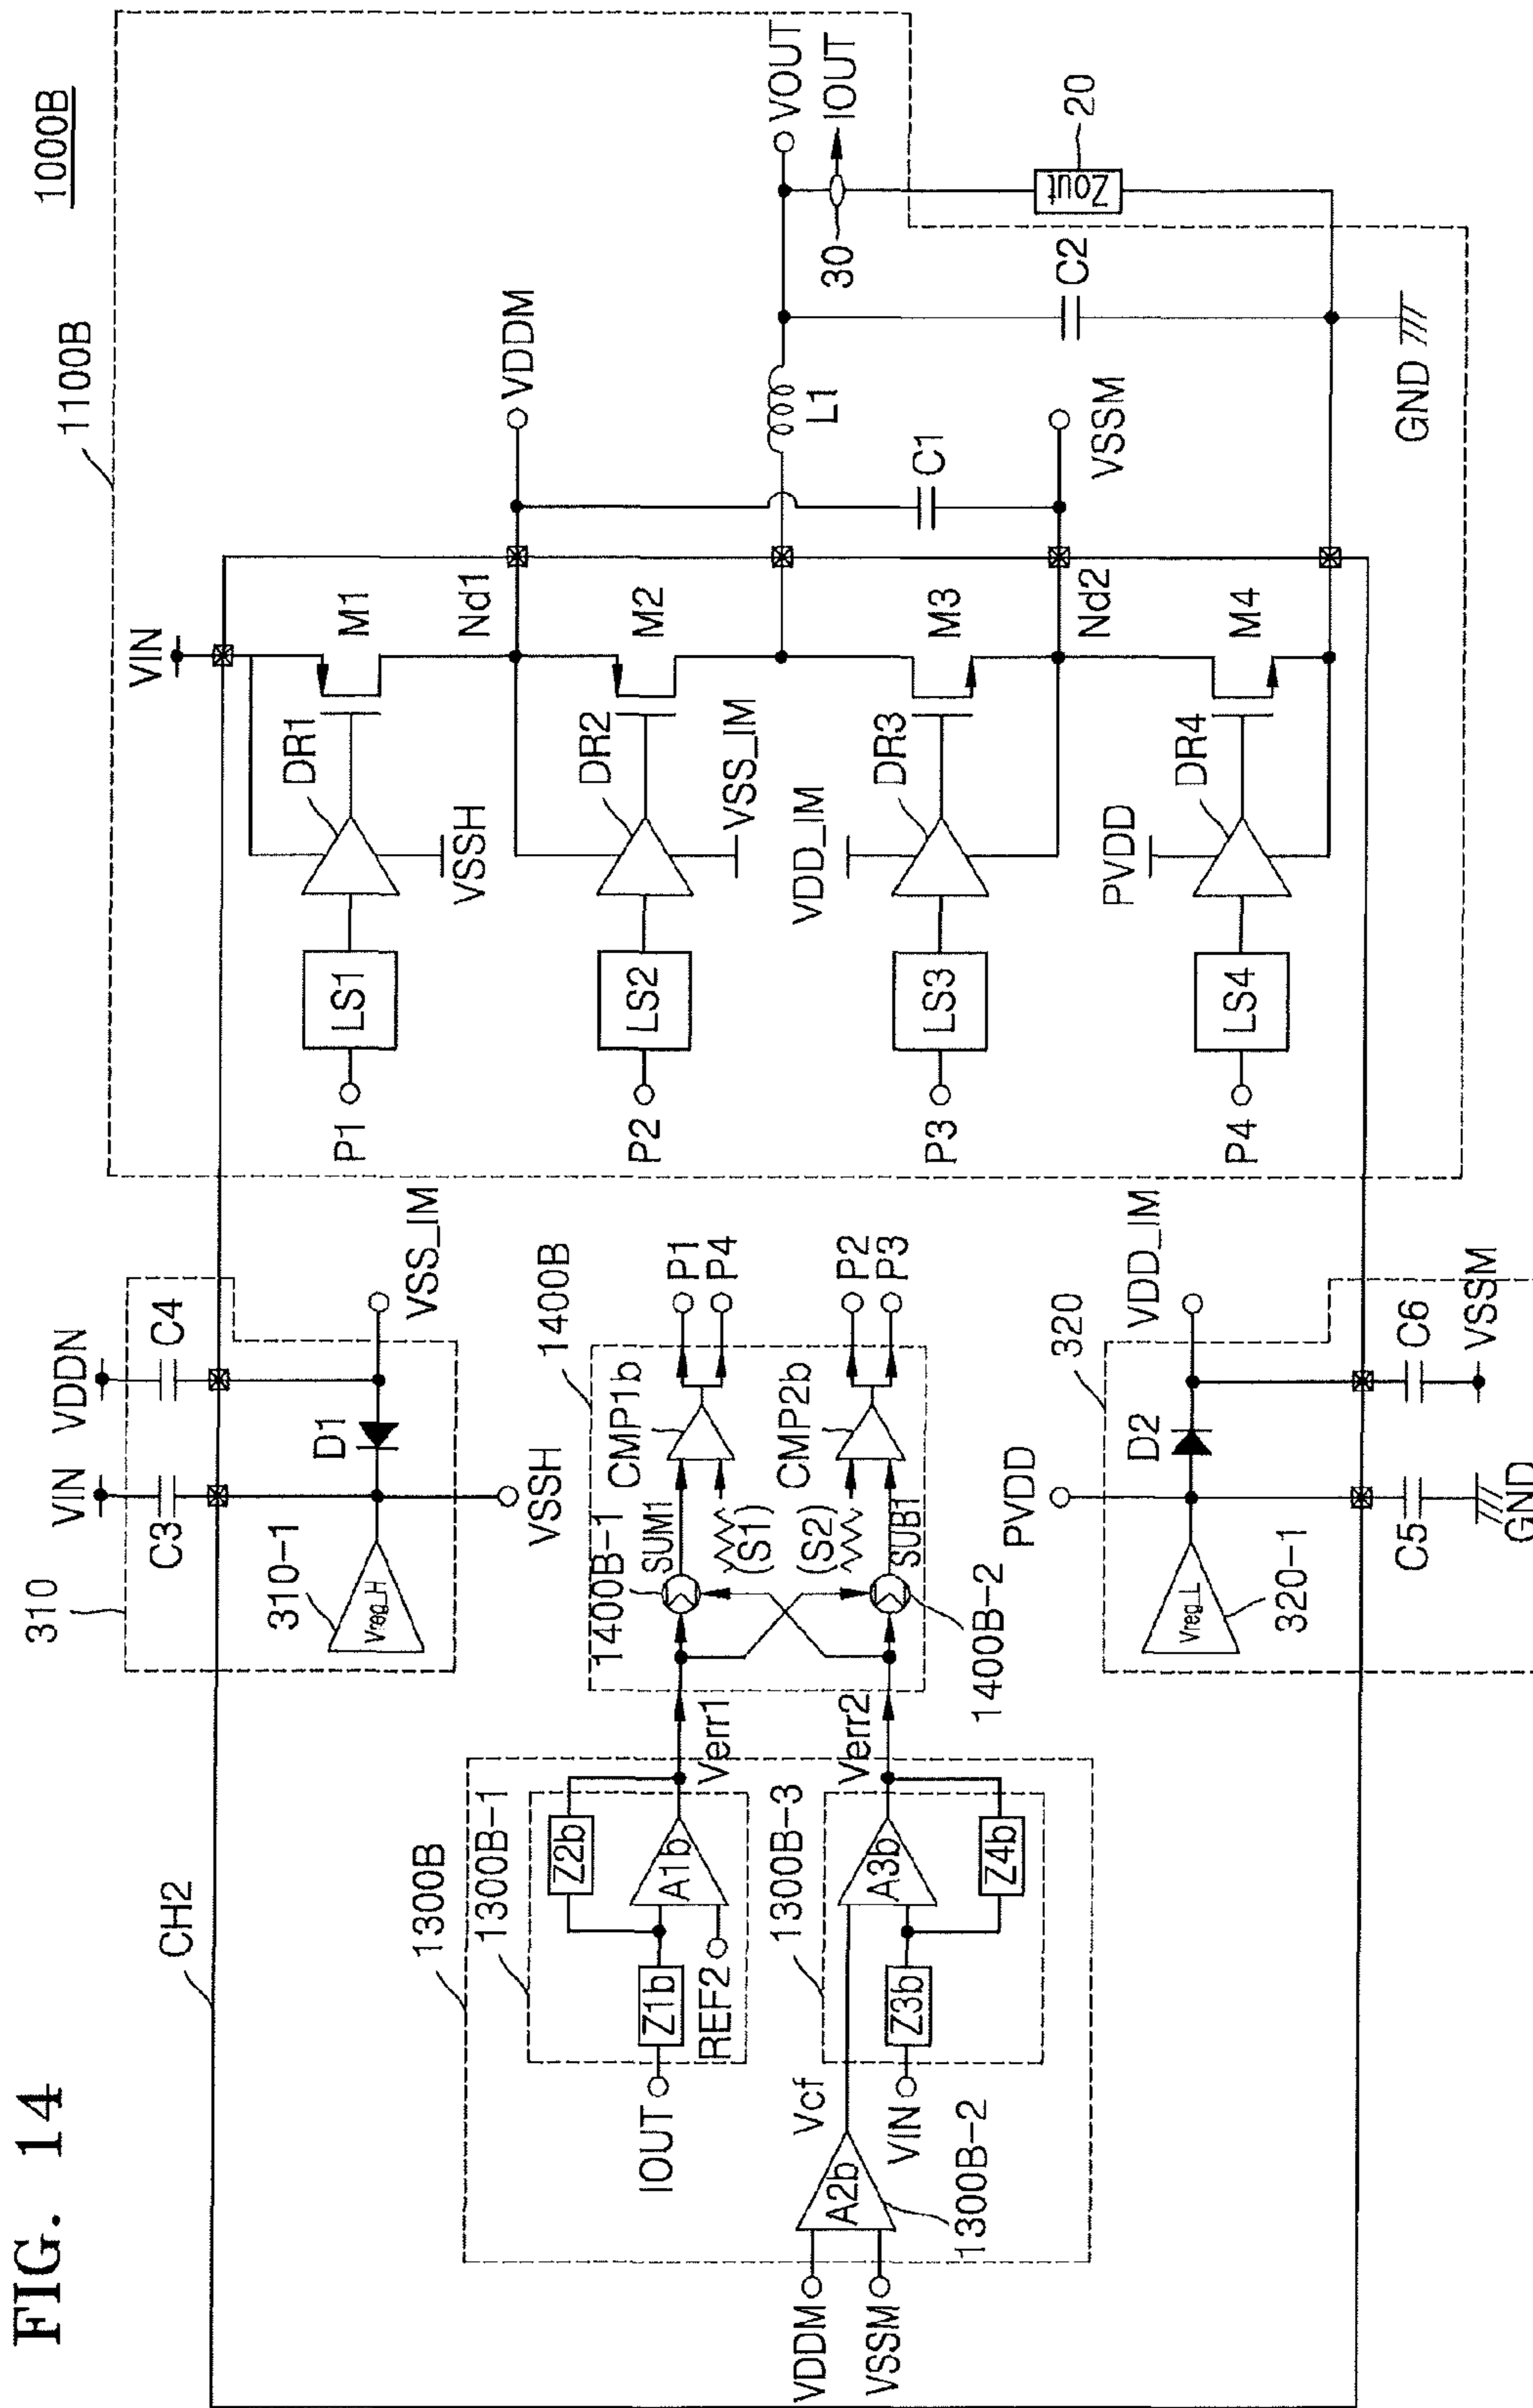 FIG. 14
1000B
1100B
CH2
VIN
M1
DR1
LS1
P1
VSSH
Nd1
VDDM
M2
DR2
LS2
P2
VSS_IM
VOUT
IOUT
30
L1
C1
C2
20
Zout
VDD_IM
M3
DR3
LS3
P3
Nd2
VSSM
PVDD
M4
DR4
LS4
P4
GND
310
VIN
VDDN
C3
C4
D1
310-1
Vreg_H
VSS_IM
VSSH
1400B
1400B-1
SUM1
CMP1b
P1
P4
(S1)
(S2)
CMP2b
P2
P3
SUB1
1400B-2
320
VDD_IM
PVDD
D2
Vreg_L
320-1
C5
C6
GND
VSSM
1300B
1300B-1
Z2b
A1b
Z1b
IOUT
REF2
Verr1
Verr2
1300B-3
A3b
Z4b
Z3b
VIN
Vcf
A2b
1300B-2
VDDM
VSSM